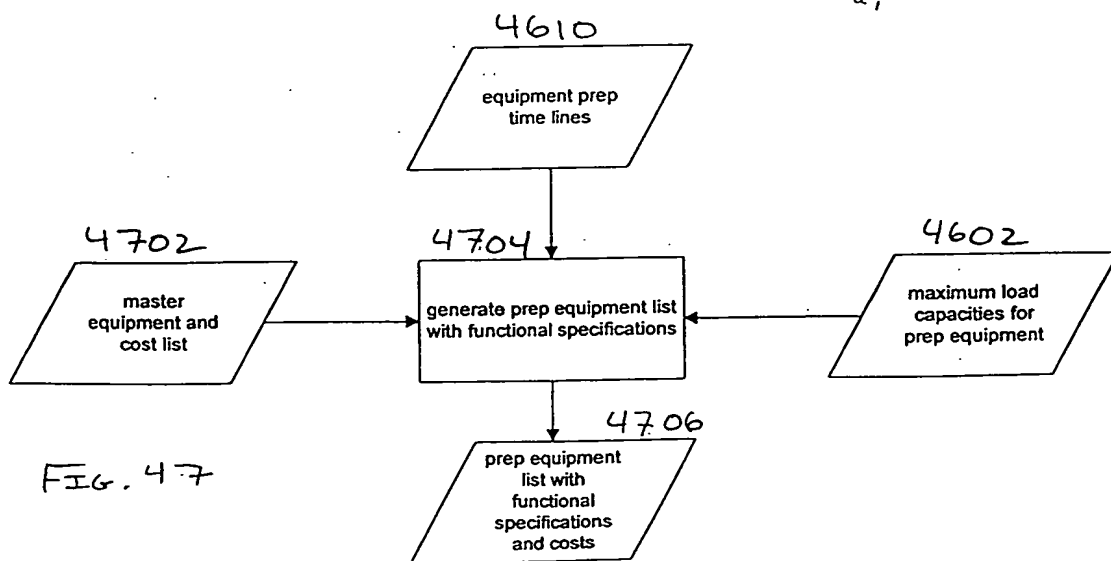 4610
equipment prep
time lines
4702
master
equipment and
cost list
4704
generate prep equipment list
with functional specifications
4602
maximum load
capacities for
prep equipment
4706
prep equipment
list with
functional
specifications
and costs
FIG. 47